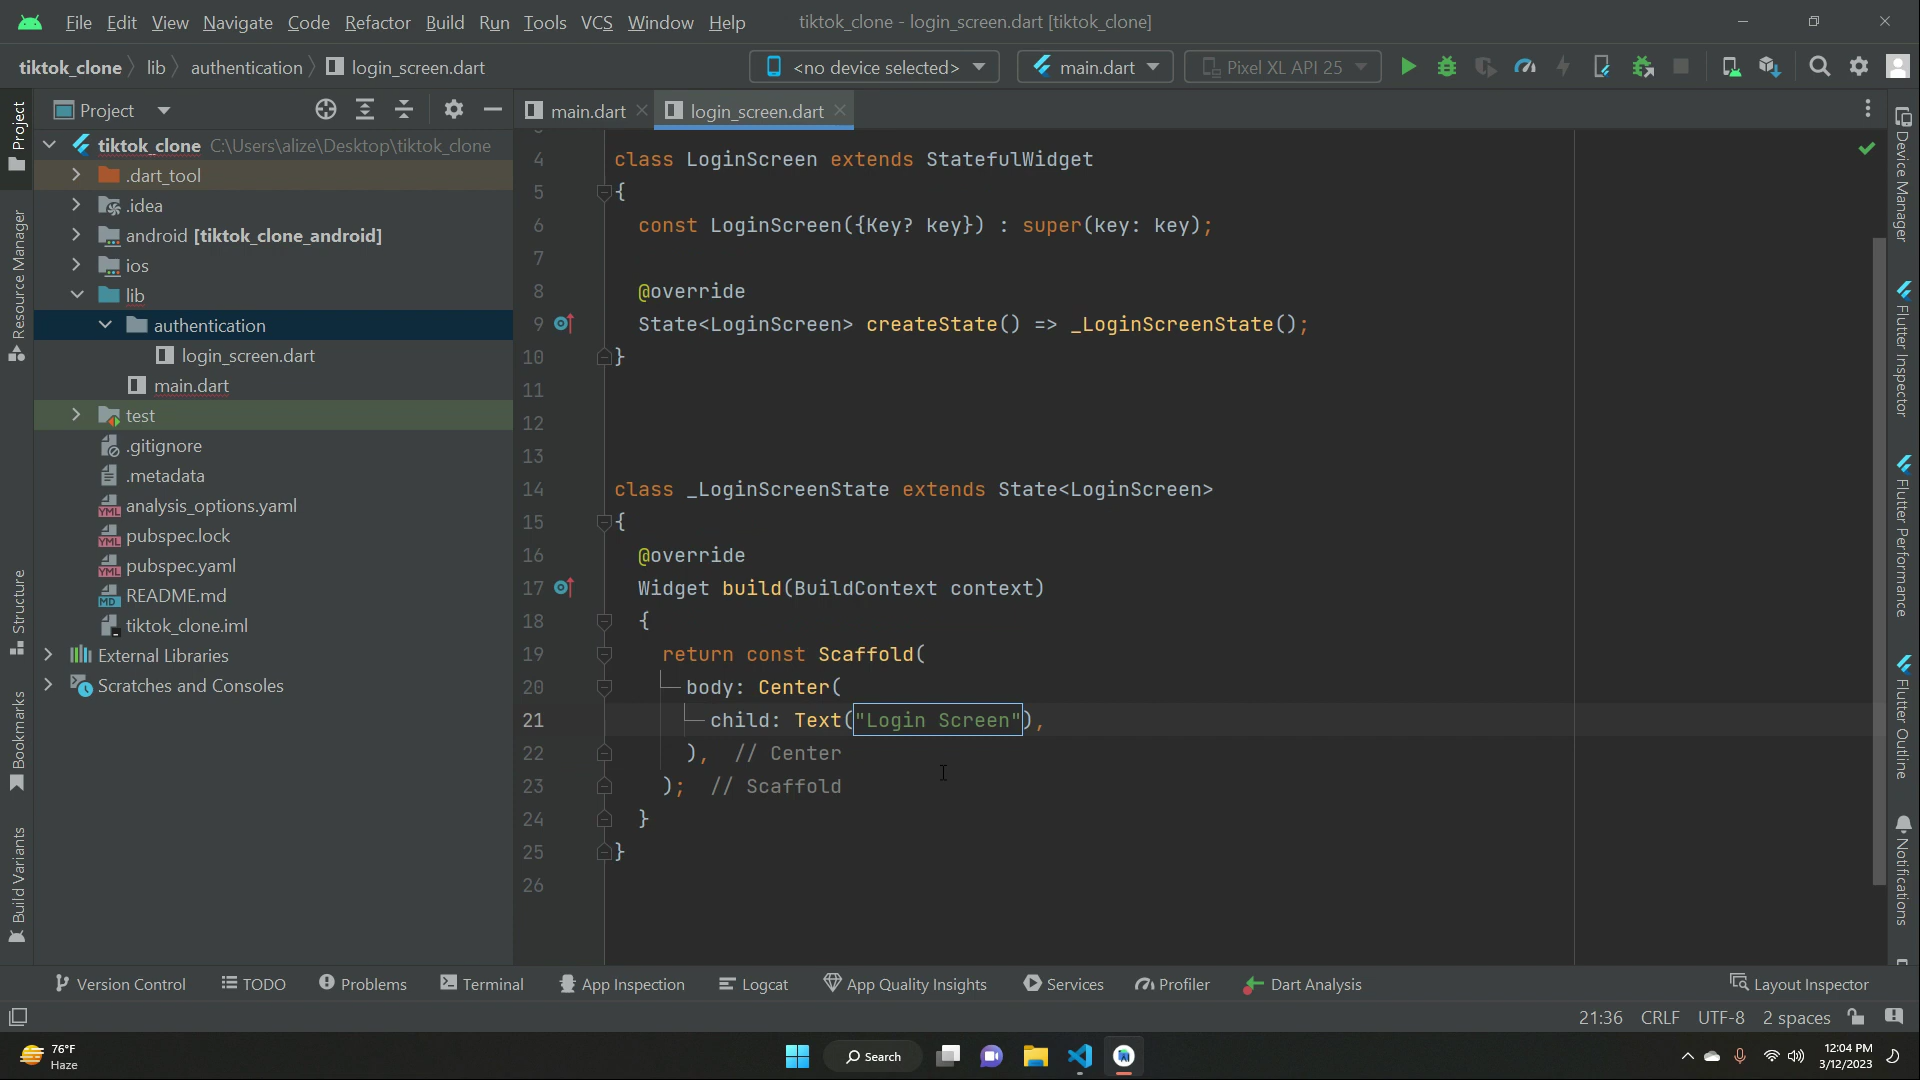 File Edit View Navigate Code Refactor Build Run Tools VCS Window Help tiktok_clone - login_screen.dart [tiktok_clone]
tiktok_clone lib authentication login_screen.dart <no device selected> main.dart Pixel XL API 25
Project
main.dart login_screen.dart
tiktok_clone C:\Users\alize\Desktop\tiktok_clone
.dart_tool
.idea
android [tiktok_clone_android]
ios
lib
authentication
login_screen.dart
main.dart
test
.gitignore
.metadata
analysis_options.yaml
pubspec.lock
pubspec.yaml
README.md
tiktok_clone.iml
External Libraries
Scratches and Consoles
Project
Resource Manager
Structure
Bookmarks
Build Variants
4 class LoginScreen extends StatefulWidget
5 {
6 const LoginScreen({Key? key}) : super(key: key);
7
8 @override
9 State<LoginScreen> createState() => _LoginScreenState();
10 }
11
12
13
14 class _LoginScreenState extends State<LoginScreen>
15 {
16 @override
17 Widget build(BuildContext context)
18 {
19 return const Scaffold(
20 body: Center(
21 child: Text("Login Screen"),
22 ), // Center
23 ); // Scaffold
24 }
25 }
26
Device Manager
Flutter Inspector
Flutter Performance
Flutter Outline
Notifications
Version Control TODO Problems Terminal App Inspection Logcat App Quality Insights Services Profiler Dart Analysis Layout Inspector
21:36 CRLF UTF-8 2 spaces
76°F
Haze
Search
12:04 PM
3/12/2023